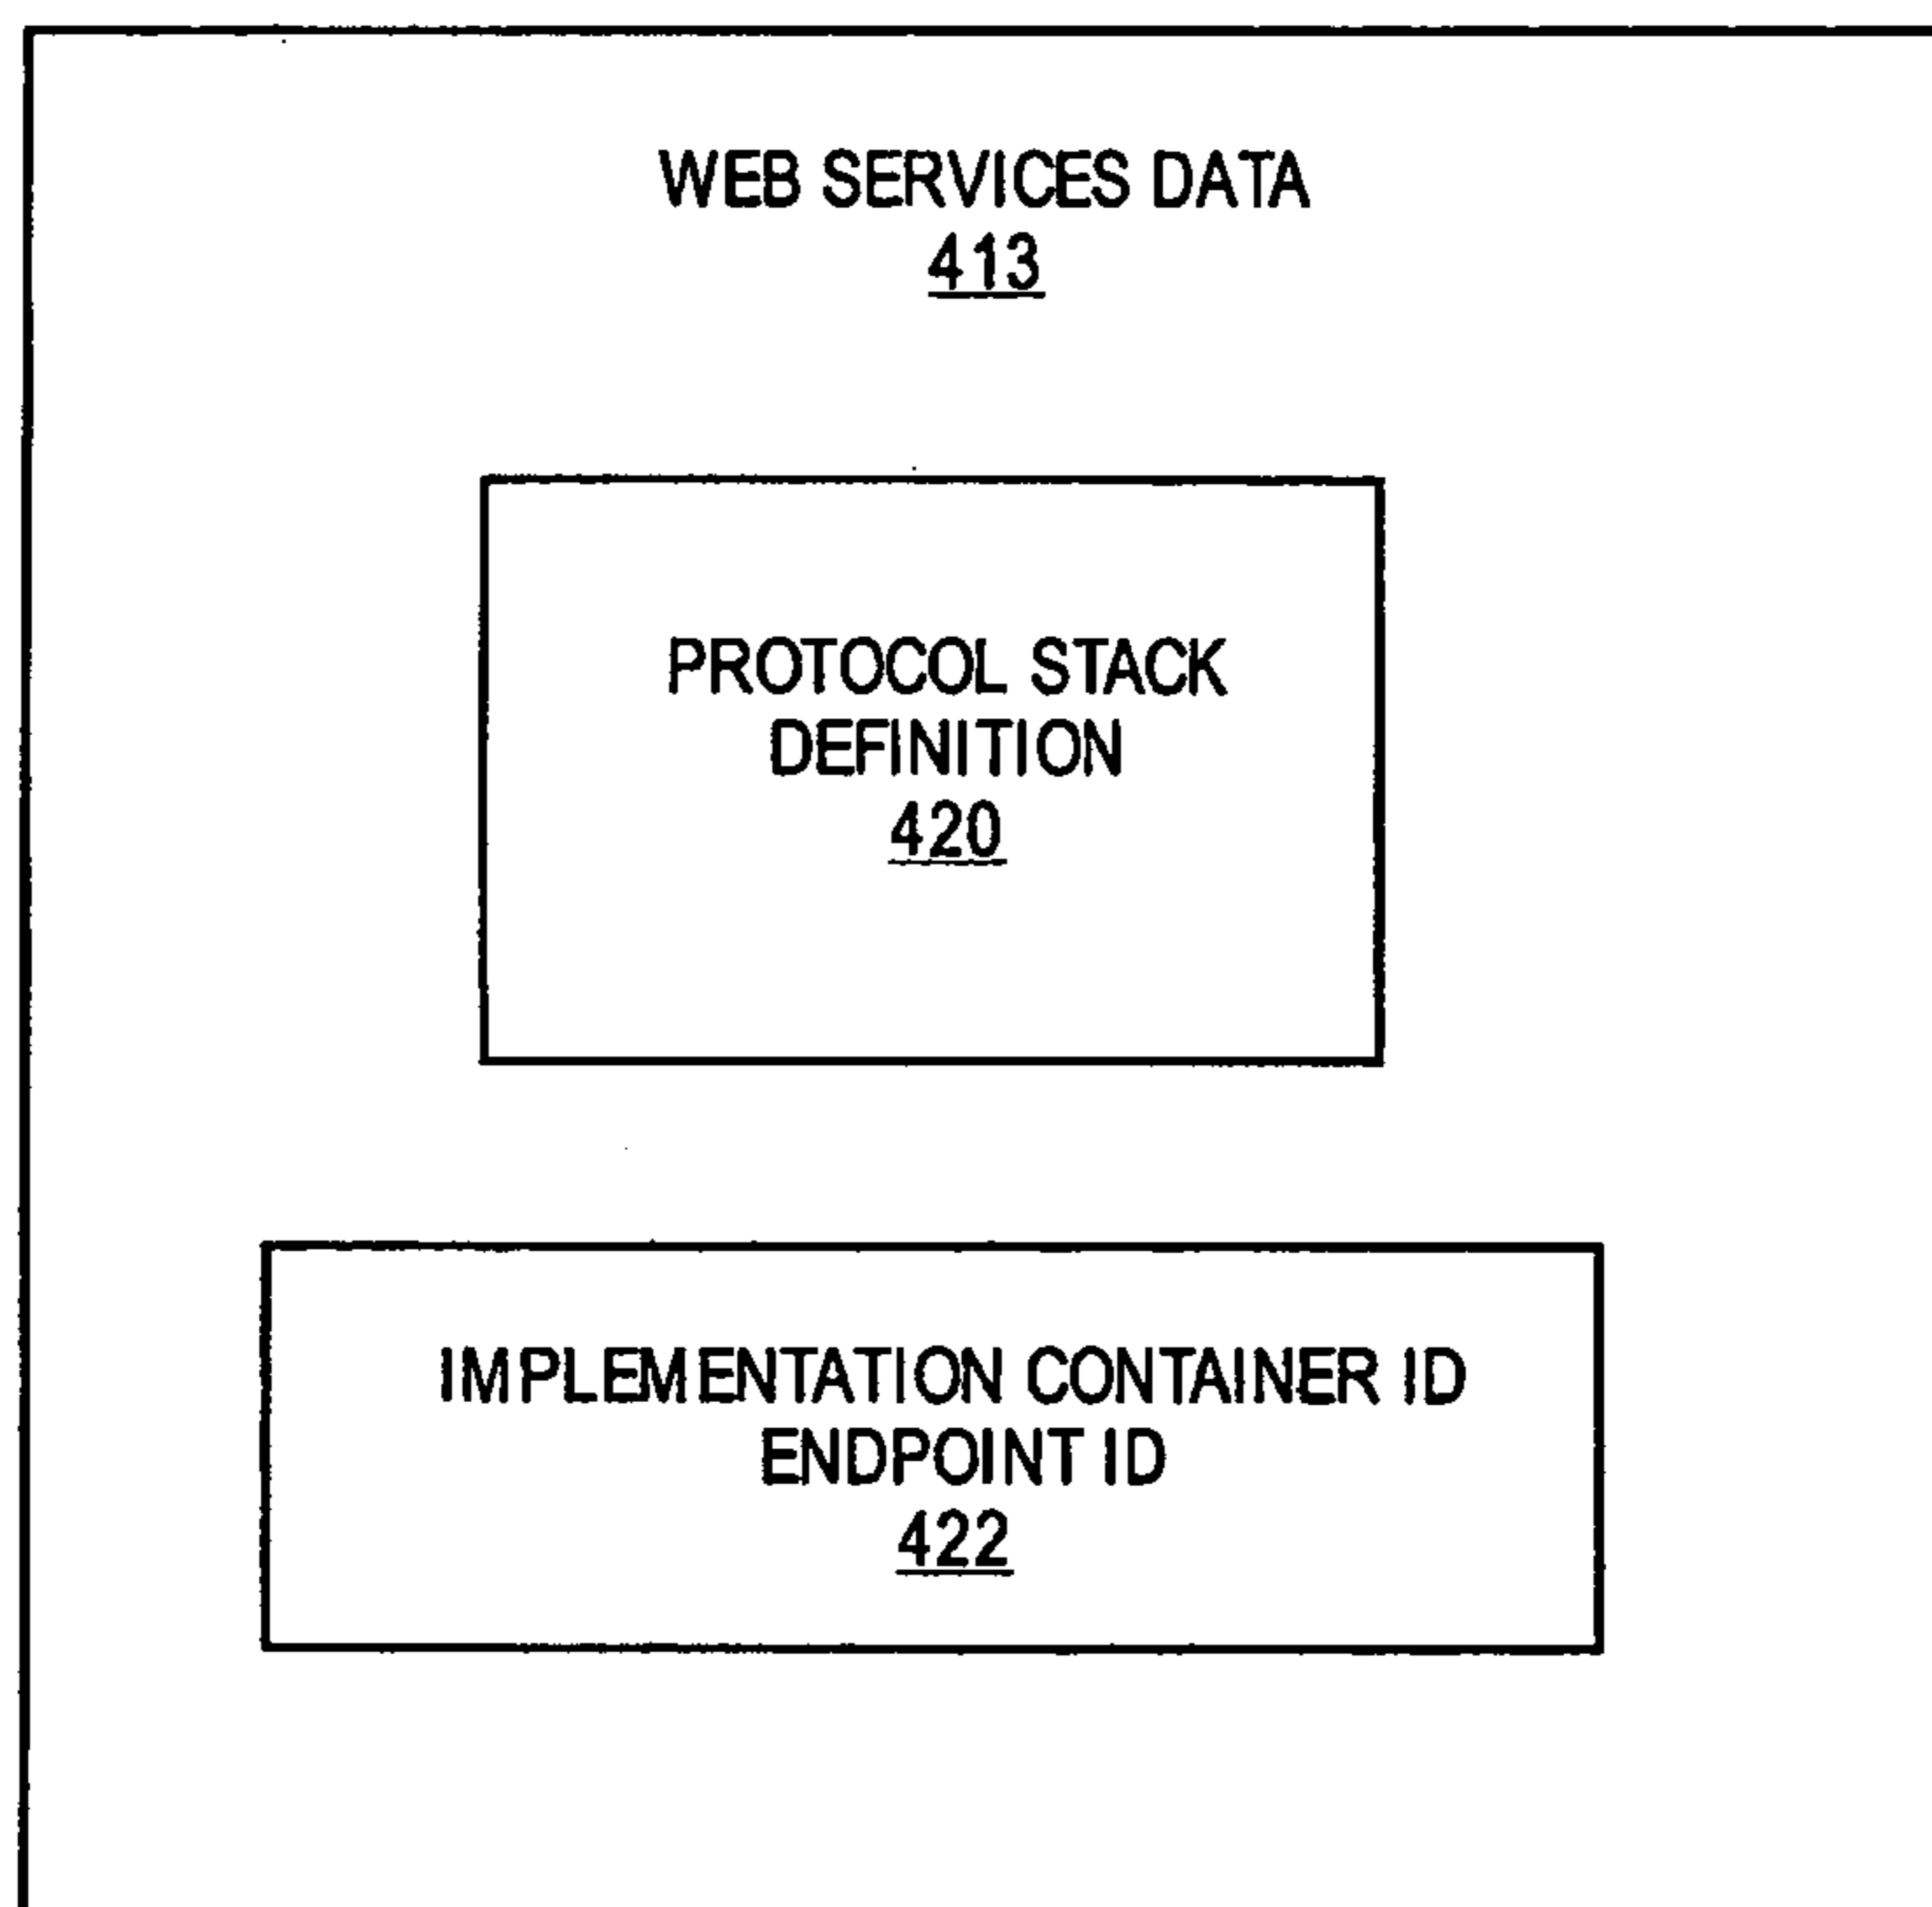 WEB SERVICES DATA
413
PROTOCOL STACK
DEFINITION
420
IMPLEMENTATION CONTAINER ID
ENDPOINT ID
422